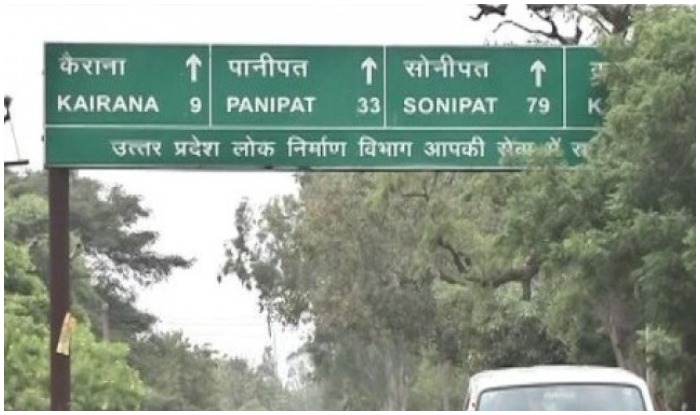 कैराना
KAIRANA 9
पानीपत
PANIPAT 33
सोनीपत
SONIPAT 79
उत्तर प्रदेश लोक निर्माण विभाग आपकी सेवा में